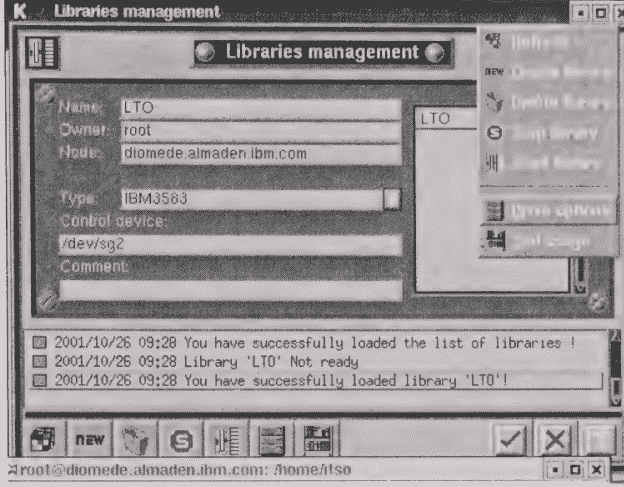 Libraries management
Libraries management
Name: LTO
Owner: root
Node: diomede.almaden.ibm.com
Type: IBM3583
Control device:
/dev/sg2
Comment:
LTO
new
Drive options
2001/10/26 09:28 You have successfully loaded the list of libraries !
2001/10/26 09:28 Library 'LTO' Not ready
2001/10/26 09:28 You have successfully loaded library 'LTO'!
new
root@diomede.almaden.ibm.com: /home/itso